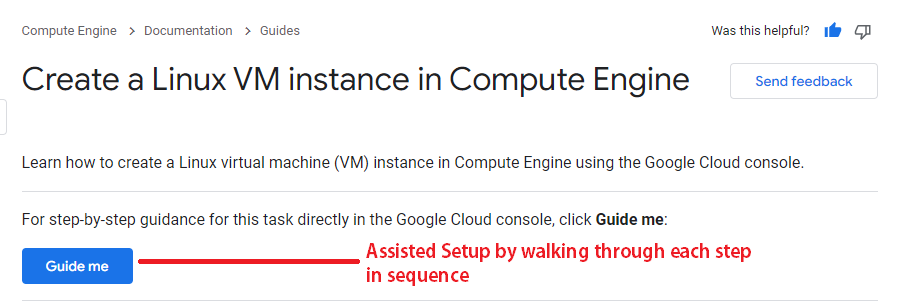 Compute Engine > Documentation > Guides
Was this helpful?
Create a Linux VM instance in Compute Engine
Send feedback
Learn how to create a Linux virtual machine (VM) instance in Compute Engine using the Google Cloud console.
For step-by-step guidance for this task directly in the Google Cloud console, click Guide me:
Guide me
Assisted Setup by walking through each step
in sequence